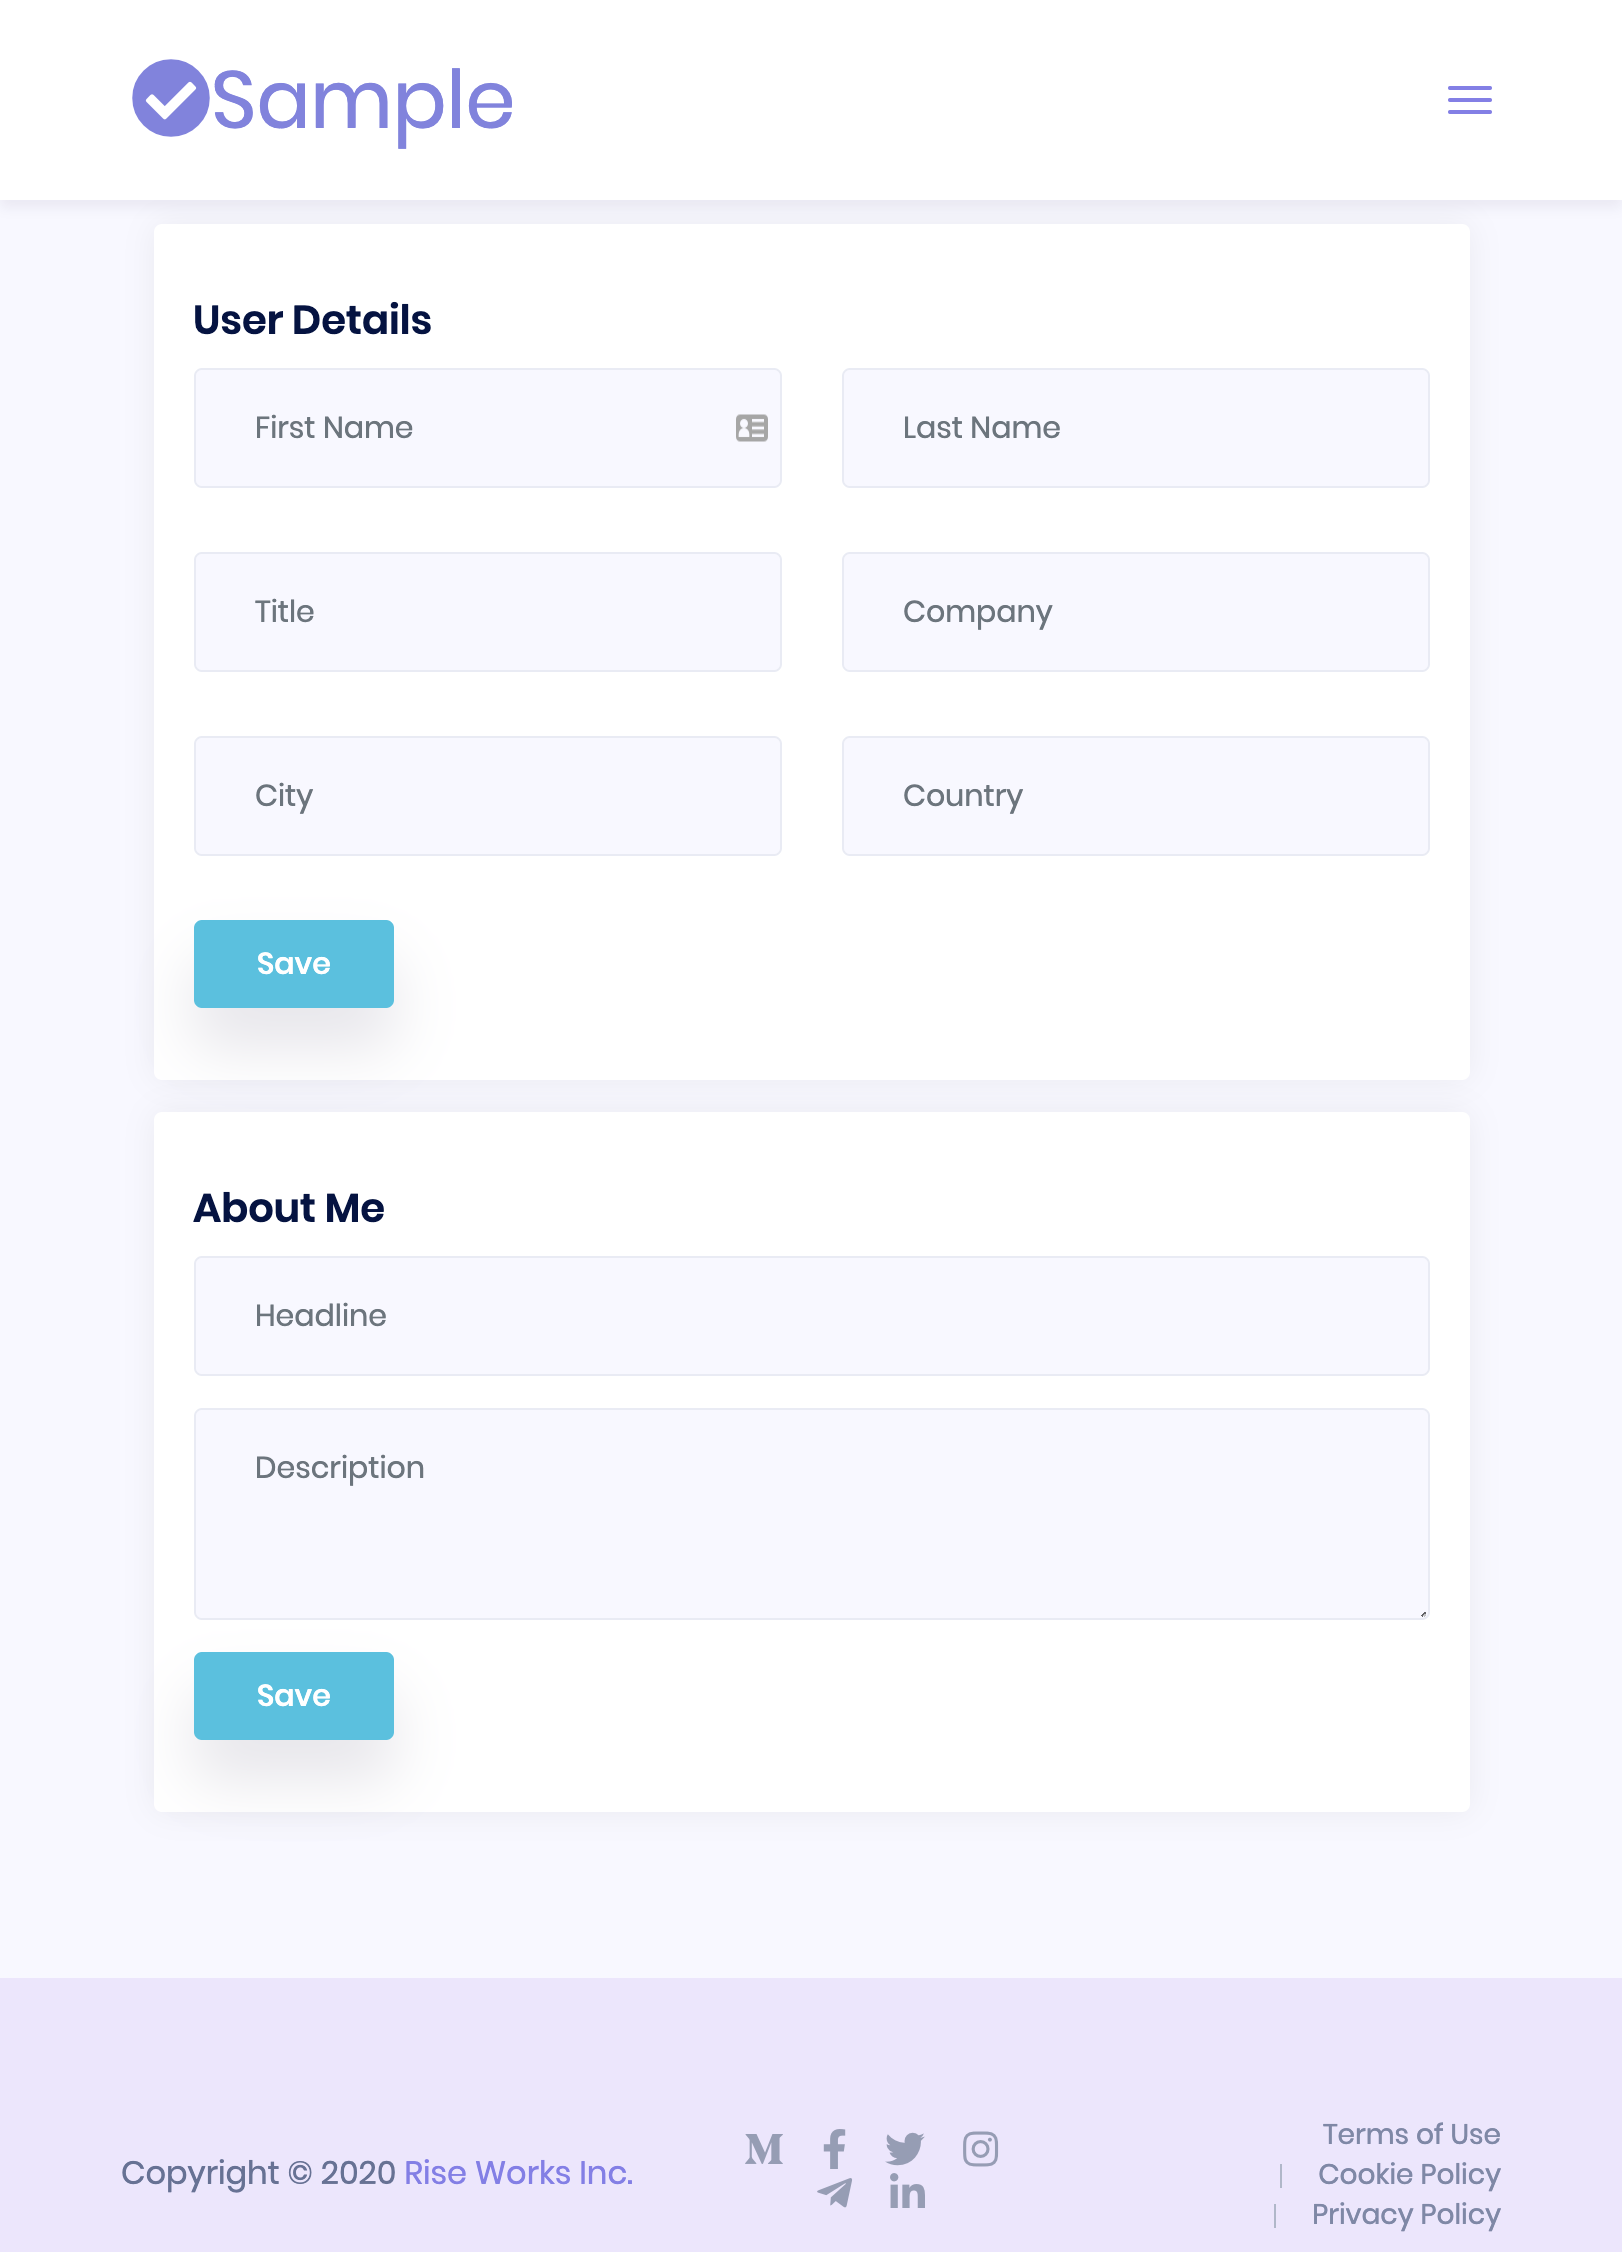 Sample
User Details
First Name
Last Name
Title
Company
City
Country
Save
About Me
Headline
Description
Save
Copyright © 2020 Rise Works Inc.
Terms of Use
| Cookie Policy
| Privacy Policy